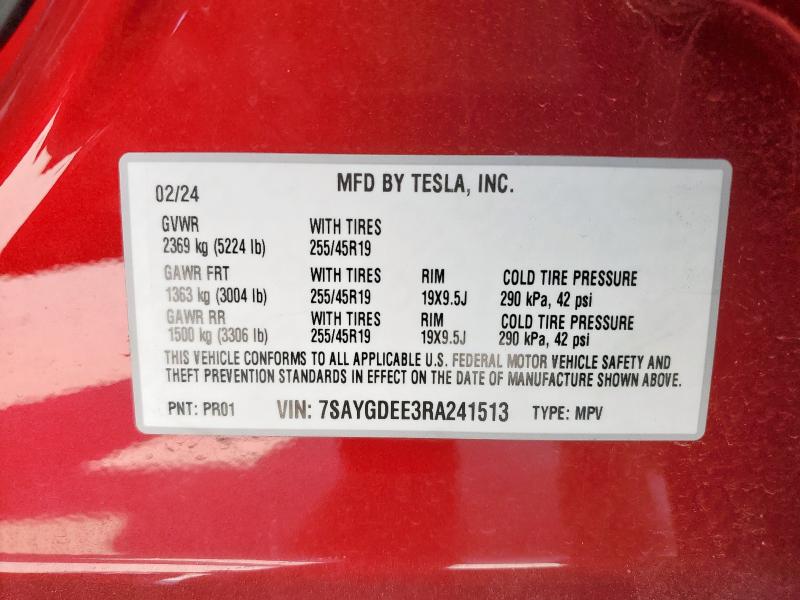 MFD BY TESLA, INC.
02/24
GVWR WITH TIRES
2369 kg (5224 lb) 255/45R19
GAWR FRT WITH TIRES RIM COLD TIRE PRESSURE
1363 kg (3004 lb) 255/45R19 19X9.5J 290 kPa, 42 psi
GAWR RR WITH TIRES RIM COLD TIRE PRESSURE
1500 kg (3306 lb) 255/45R19 19X9.5J 290 kPa, 42 psi
THIS VEHICLE CONFORMS TO ALL APPLICABLE U.S. FEDERAL MOTOR VEHICLE SAFETY AND
THEFT PREVENTION STANDARDS IN EFFECT ON THE DATE OF MANUFACTURE SHOWN ABOVE.
PNT: PR01 VIN: 7SAYGDEE3RA241513 TYPE: MPV